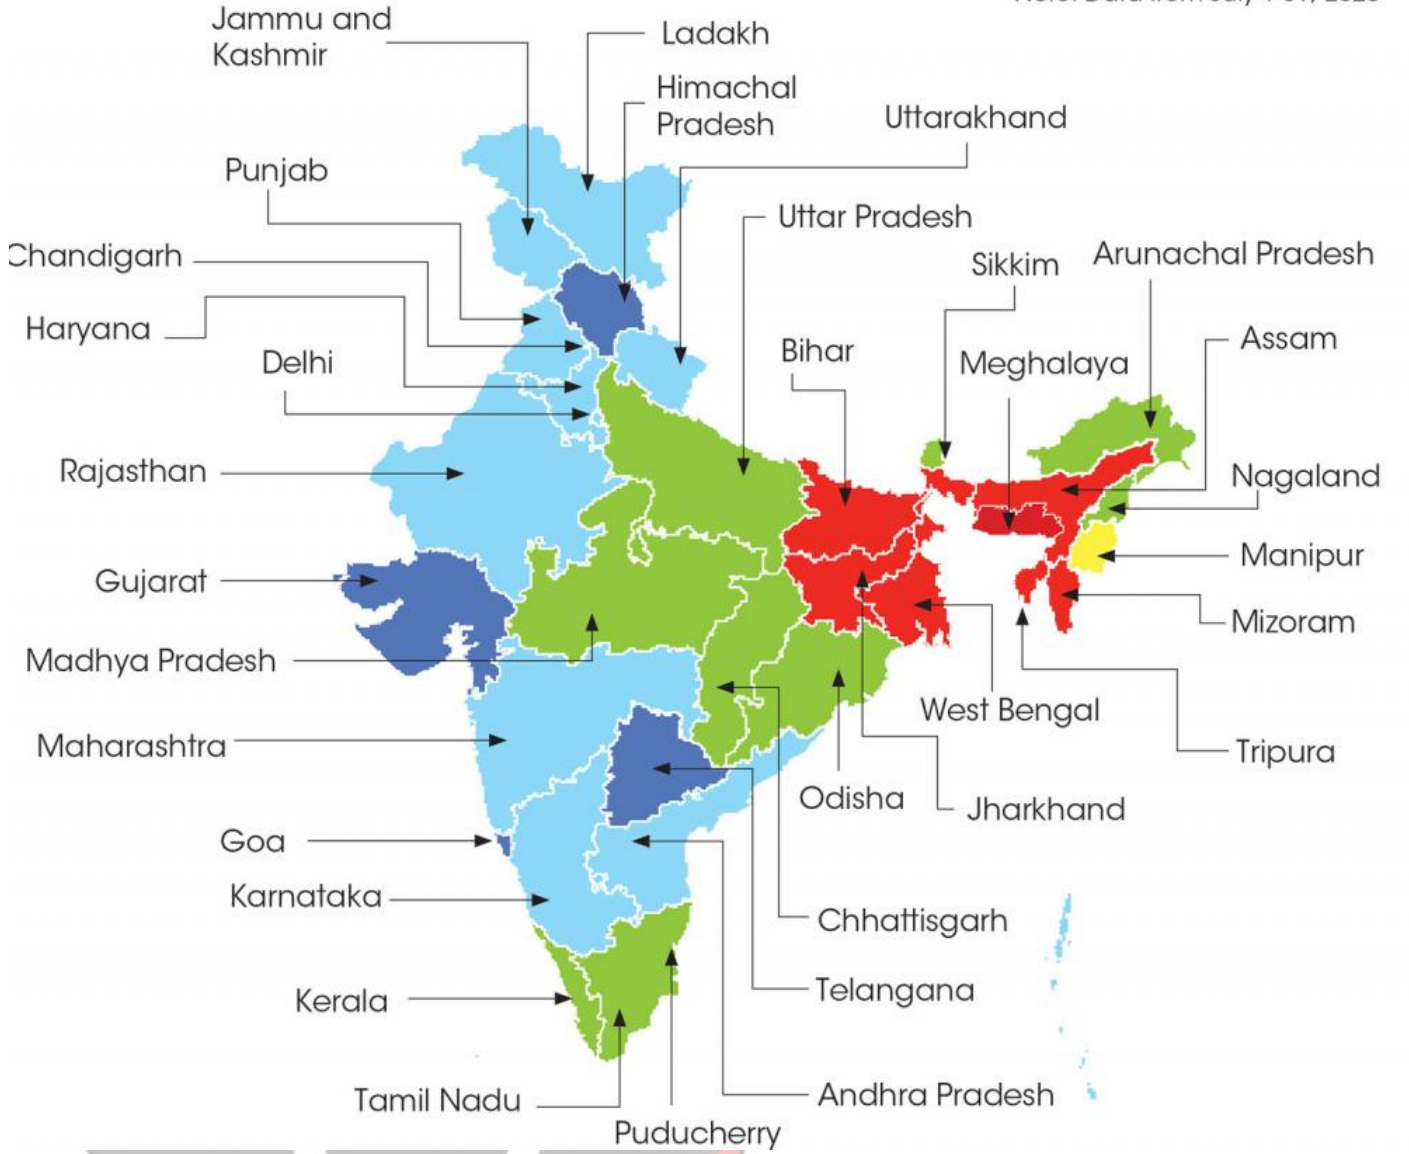 Jammu and
Kashmir
Ladakh
Himachal
Pradesh
Uttarakhand
Punjab
Uttar Pradesh
Chandigarh
Sikkim
Arunachal Pradesh
Haryana
Delhi
Bihar
Meghalaya
Assam
Rajasthan
Nagaland
Gujarat
Manipur
Mizoram
Madhya Pradesh
West Bengal
Maharashtra
Tripura
Odisha
Jharkhand
Goa
Karnataka
Chhattisgarh
Kerala
Telangana
Tamil Nadu
Andhra Pradesh
Puducherry